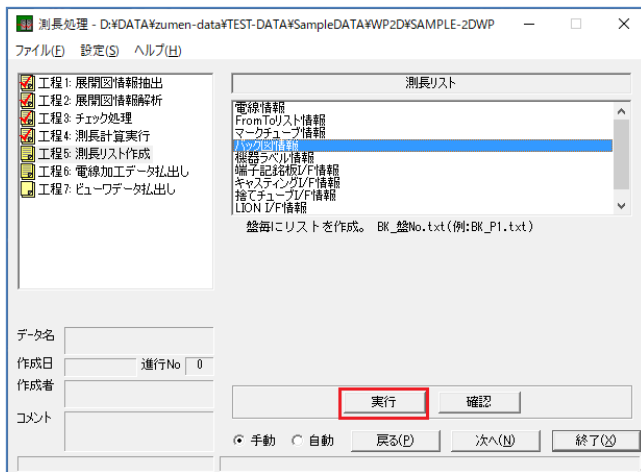 測長処理 - D:¥DATA¥zumen-data¥TEST-DATA¥SampleDATA¥WP2D¥SAMPLE-2DWP
ファイル(F) 設定(S) ヘルプ(H)
工程1: 展開図情報抽出
工程2: 展開図情報解析
工程3: チェック処理
工程4: 測長計算実行
工程5: 測長リスト作成
工程6: 電線加工データ払出し
工程7: ビューワデータ払出し
測長リスト
電線情報
FromToリスト情報
マークチューブ情報
バック図情報
機器ラベル情報
端子記銘板I/F情報
キャスティングI/F情報
捨てチューブI/F情報
LION I/F情報
盤毎にリストを作成。 BK_盤No.txt(例:BK_P1.txt)
データ名
作成日 進行No 0
作成者
コメント
実行 確認
手動 自動 戻る(P) 次へ(N) 終了(X)